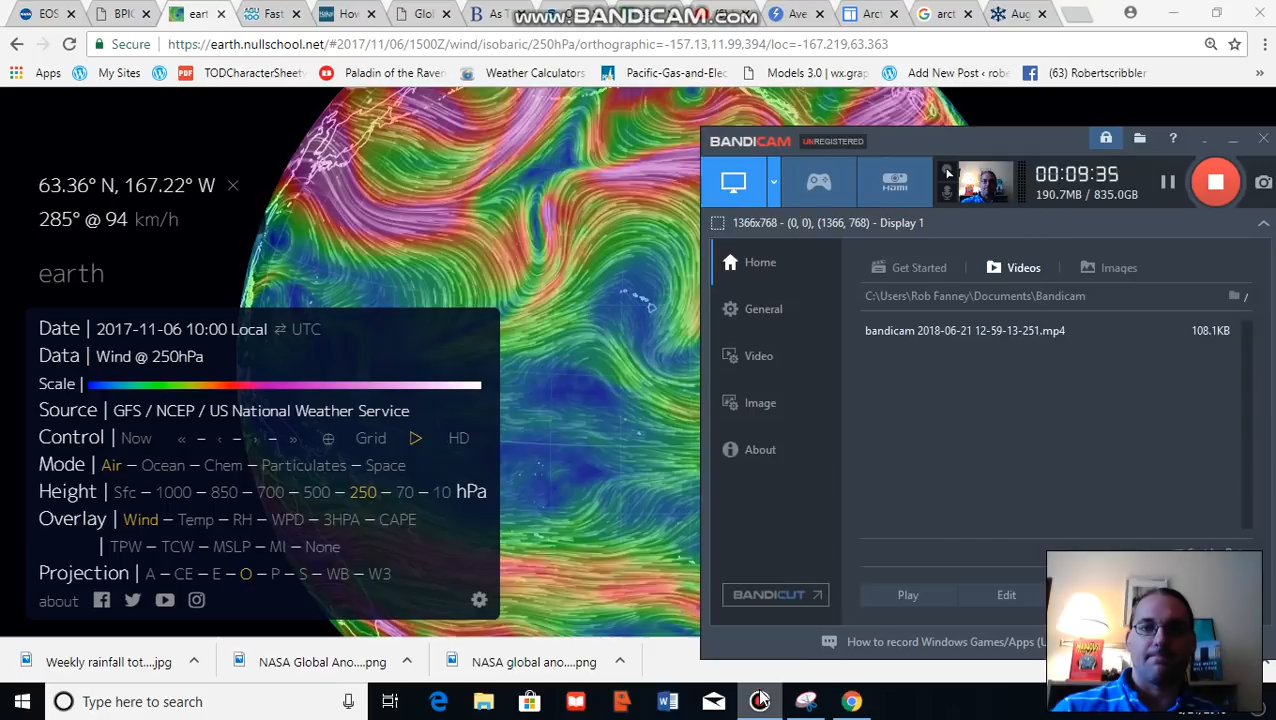 EOS
BPIC
eart
Fast
How
Glol
As T
www.BANDICAM.com
Ave
Arct
arct
Aug
Secure
https://earth.nullschool.net/#2017/11/06/1500Z/wind/isobaric/250hPa/orthographic=-157.13,11.99,394/loc=-167.219,63.363
Apps
My Sites
TODCharacterSheet
Paladin of the Raven
Weather Calculators
Pacific-Gas-and-Elec
Models 3.0 | wx.grap
Add New Post ‹ robe
(63) Robertscribbler
»
63.36° N, 167.22° W ×
285° @ 94 km/h
earth
Date | 2017-11-06 10:00 Local ⇄ UTC
Data | Wind @ 250hPa
Scale |
Source | GFS / NCEP / US National Weather Service
Control | Now « – ‹ – › – » ⊕ Grid ▷ HD
Mode | Air – Ocean – Chem – Particulates – Space
Height | Sfc – 1000 – 850 – 700 – 500 – 250 – 70 – 10 hPa
Overlay | Wind – Temp – RH – WPD – 3HPA – CAPE
| TPW – TCW – MSLP – MI – None
Projection | A – CE – E – O – P – S – WB – W3
about
BANDICAM UNREGISTERED
?
HDMI
00:09:35
190.7MB / 835.0GB
1366x768 - (0, 0), (1366, 768) - Display 1
Home
General
Video
Image
About
Get Started
Videos
Images
C:\Users\Rob Fanney\Documents\Bandicam
/
bandicam 2018-06-21 12-59-13-251.mp4
108.1KB
BANDICUT
Play
Edit
How to record Windows Games/Apps (U
Weekly rainfall tot....jpg
NASA Global Ano....png
NASA global ano....png
Type here to search